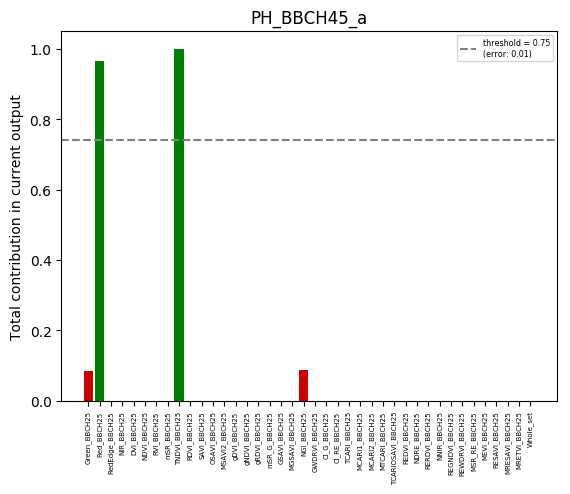 PH_BBCH45_a
threshold = 0.75
(error: 0.01)
Total contribution in current output
1.0
0.8
0.6
0.4
0.2
0.0
Green_BBCH25
Red_BBCH25
RedEdge_BBCH25
NIR_BBCH25
DVI_BBCH25
NDVI_BBCH25
RVI_BBCH25
mSR_BBCH25
TNDVI_BBCH25
RDVI_BBCH25
SAVI_BBCH25
OSAVI_BBCH25
MSAVI2_BBCH25
gDVI_BBCH25
gNDVI_BBCH25
gRDVI_BBCH25
mSR_G_BBCH25
GSAVI_BBCH25
MGSAVI_BBCH25
NGI_BBCH25
GWDRVI_BBCH25
CI_G_BBCH25
CI_RE_BBCH25
TCARI_BBCH25
MCARI1_BBCH25
MCARI2_BBCH25
MTCARI_BBCH25
TCARIOSAVI_BBCH25
REDVI_BBCH25
NDRE_BBCH25
RERDVI_BBCH25
NNIR_BBCH25
REGNDVI_BBCH25
REWDRVI_BBCH25
MSR_RE_BBCH25
MEVI_BBCH25
RESAVI_BBCH25
MRESAVI_BBCH25
MRETVI_BBCH25
Whole_set